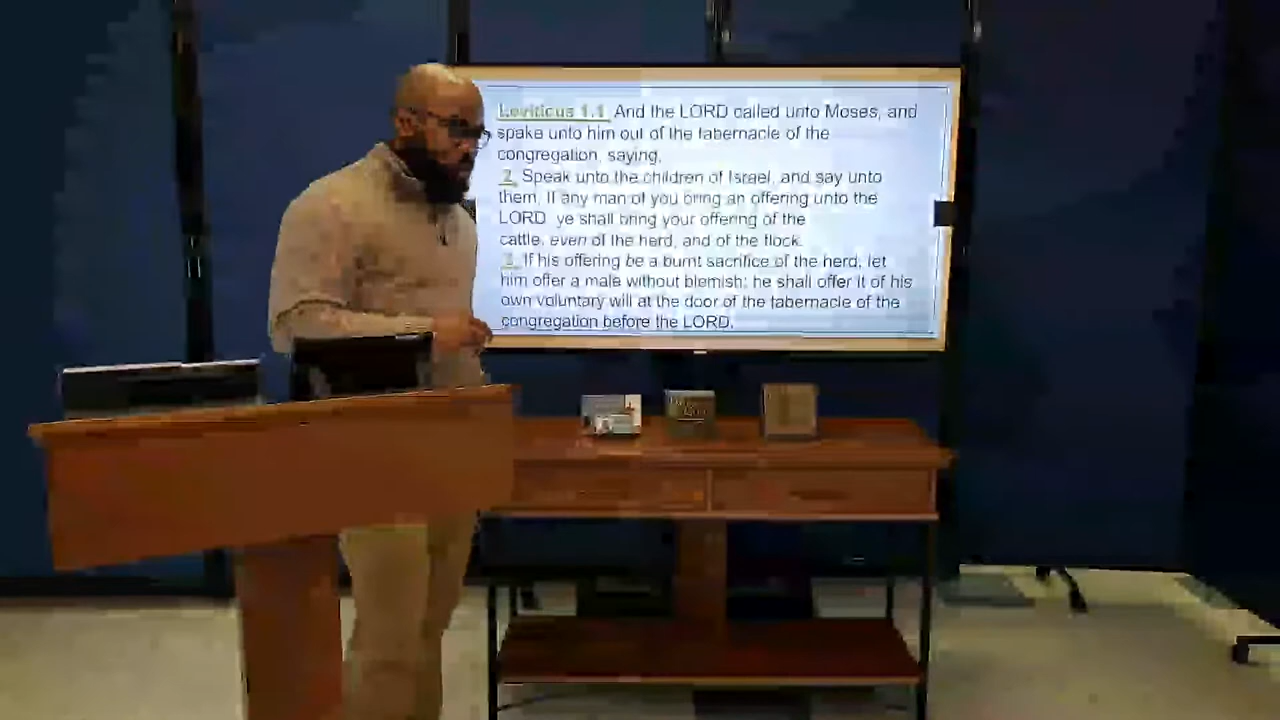 Leviticus 1.1 And the LORD called unto Moses, and
spake unto him out of the tabernacle of the
congregation, saying,
2 Speak unto the children of Israel, and say unto
them, If any man of you bring an offering unto the
LORD ye shall bring your offering of the
cattle, even of the herd, and of the flock.
3 If his offering be a burnt sacrifice of the herd, let
him offer a male without blemish: he shall offer it of his
own voluntary will at the door of the tabernacle of the
congregation before the LORD.